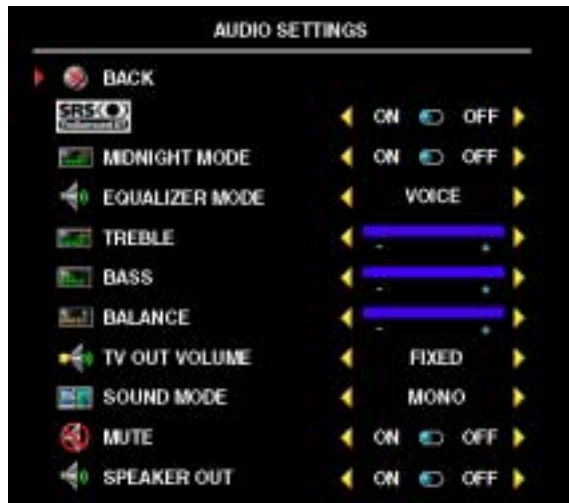 AUDIO SETTINGS
BACK
SRS ON OFF
MIDNIGHT MODE ON OFF
EQUALIZER MODE VOICE
TREBLE - +
BASS - +
BALANCE - +
TV OUT VOLUME FIXED
SOUND MODE MONO
MUTE ON OFF
SPEAKER OUT ON OFF